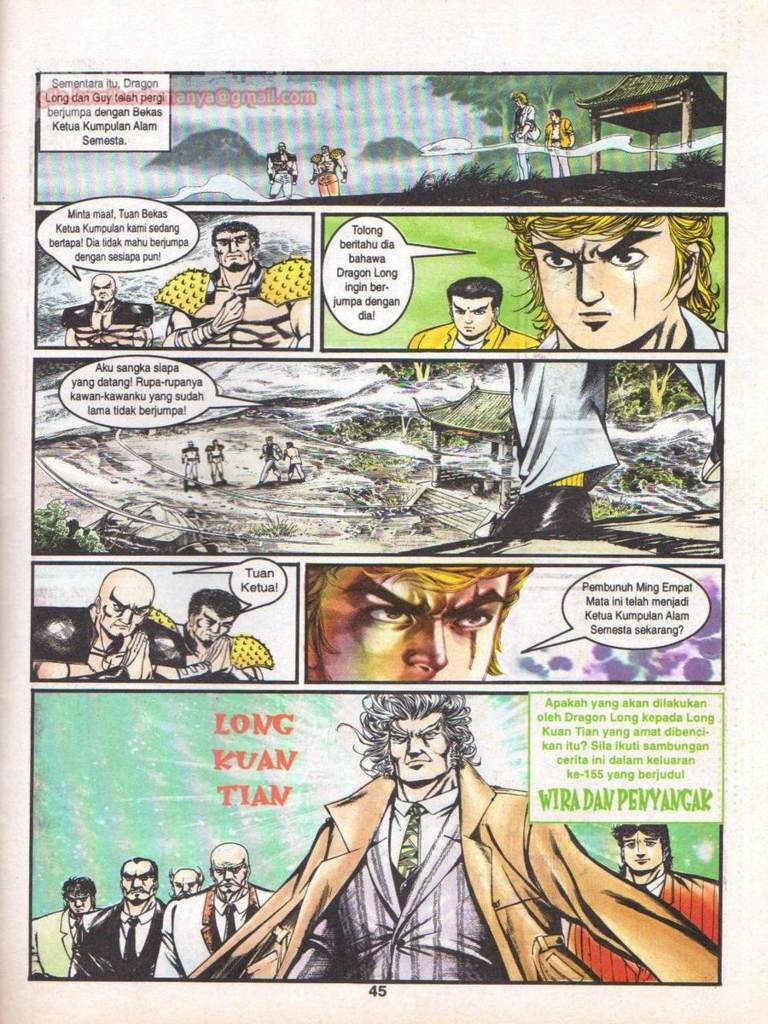 Sementara itu, Dragon
Long dan Guy telah pergi
berjumpa dengan Bekas
Ketua Kumpulan Alam
Semesta.
anya@gmail.com
Minta maaf, Tuan Bekas
Ketua Kumpulan kami sedang
bertapa! Dia tidak mahu berjumpa
dengan sesiapa pun!
Tolong
beritahu dia
bahawa
Dragon Long
ingin ber-
jumpa dengan
dia!
Aku sangka siapa
yang datang! Rupa-rupanya
kawan-kawanku yang sudah
lama tidak berjumpa!
Tuan
Ketua!
Pembunuh Ming Empat
Mata ini telah menjadi
Ketua Kumpulan Alam
Semesta sekarang?
LONG
KUAN
TIAN
Apakah yang akan dilakukan
oleh Dragon Long kepada Long
Kuan Tian yang amat dibenci-
kan itu? Sila ikuti sambungan
cerita ini dalam keluaran
ke-155 yang berjudul
WIRA DAN PENYANGAK
45